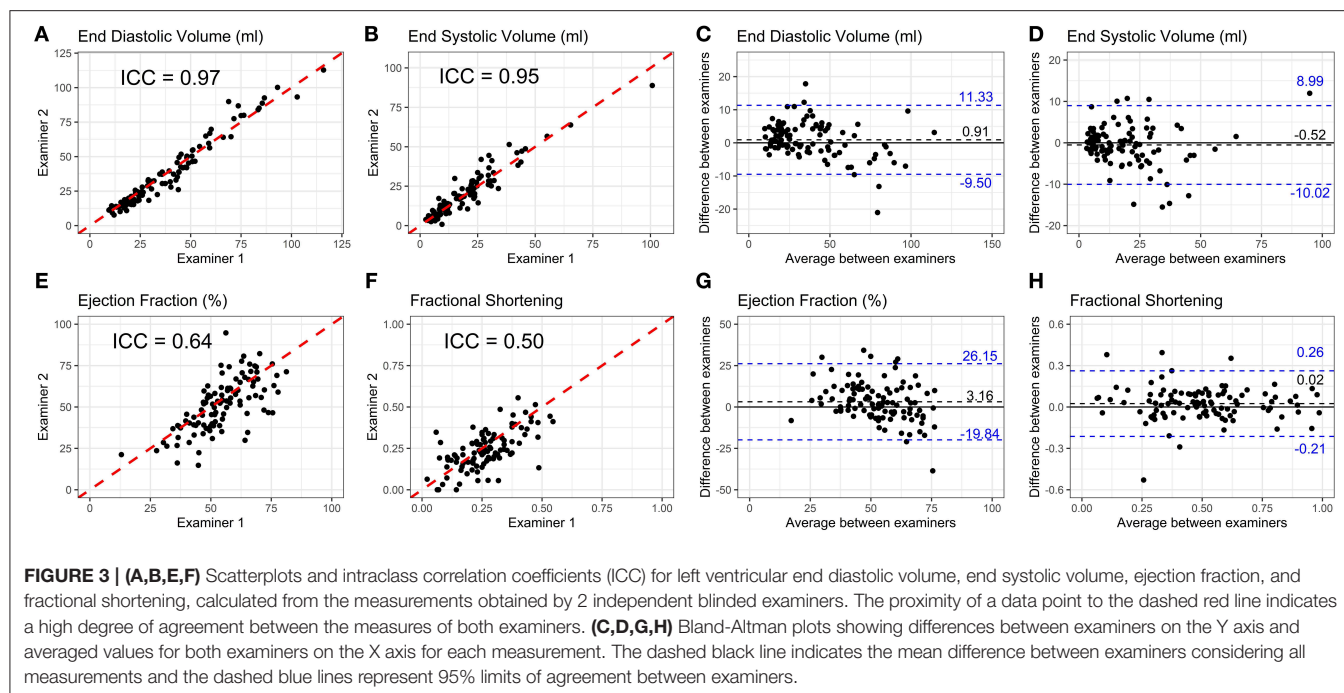 A End Diastolic Volume (ml)
ICC = 0.97
Examiner 2
125
100
75
50
25
0
0 25 50 75 100 125
Examiner 1
B End Systolic Volume (ml)
ICC = 0.95
Examiner 2
100
75
50
25
0
0 25 50 75 100
Examiner 1
C End Diastolic Volume (ml)
Difference between examiners
20
10
0
-10
-20
11.33
0.91
-9.50
0 50 100 150
Average between examiners
D End Systolic Volume (ml)
Difference between examiners
20
10
0
-10
-20
8.99
-0.52
-10.02
0 25 50 75 100
Average between examiners
E Ejection Fraction (%)
ICC = 0.64
Examiner 2
100
75
50
25
0
0 25 50 75 100
Examiner 1
F Fractional Shortening
ICC = 0.50
Examiner 2
1.00
0.75
0.50
0.25
0.00
0.00 0.25 0.50 0.75 1.00
Examiner 1
G Ejection Fraction (%)
Difference between examiners
50
25
0
-25
-50
26.15
3.16
-19.84
0 25 50 75 100
Average between examiners
H Fractional Shortening
Difference between examiners
0.6
0.3
0.0
-0.3
-0.6
0.26
0.02
-0.21
0.00 0.25 0.50 0.75 1.00
Average between examiners
FIGURE 3 | (A,B,E,F) Scatterplots and intraclass correlation coefficients (ICC) for left ventricular end diastolic volume, end systolic volume, ejection fraction, and
fractional shortening, calculated from the measurements obtained by 2 independent blinded examiners. The proximity of a data point to the dashed red line indicates
a high degree of agreement between the measures of both examiners. (C,D,G,H) Bland-Altman plots showing differences between examiners on the Y axis and
averaged values for both examiners on the X axis for each measurement. The dashed black line indicates the mean difference between examiners considering all
measurements and the dashed blue lines represent 95% limits of agreement between examiners.